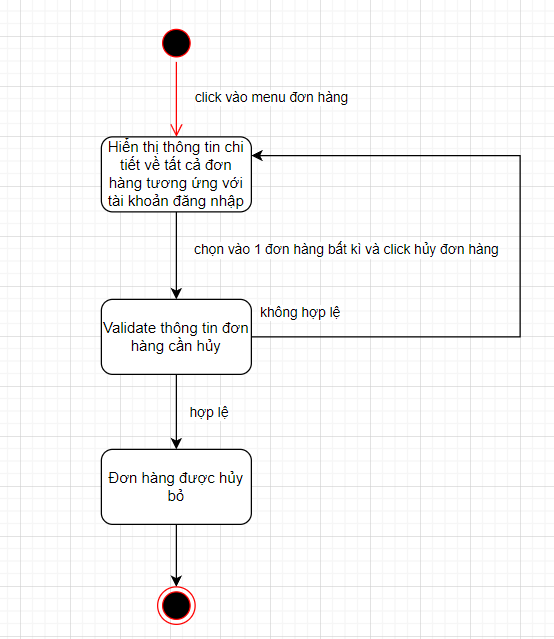 click vào menu đơn hàng
Hiển thị thông tin chi
tiết về tất cả đơn
hàng tương ứng với
tài khoản đăng nhập
chọn vào 1 đơn hàng bất kì và click hủy đơn hàng
không hợp lệ
Validate thông tin đơn
hàng cần hủy
hợp lệ
Đơn hàng được hủy
bỏ